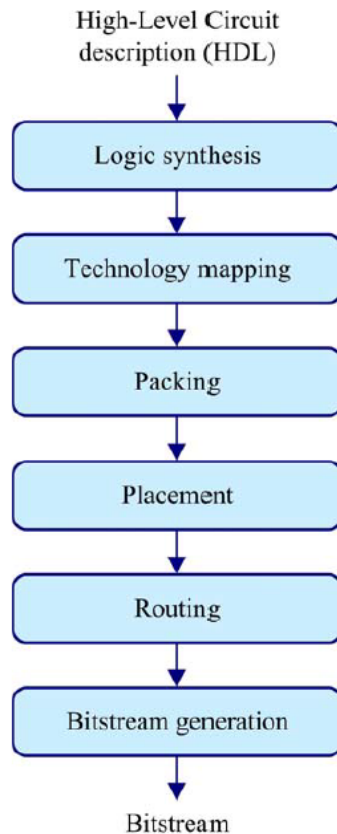 High-Level Circuit
description (HDL)
Logic synthesis
Technology mapping
Packing
Placement
Routing
Bitstream generation
Bitstream